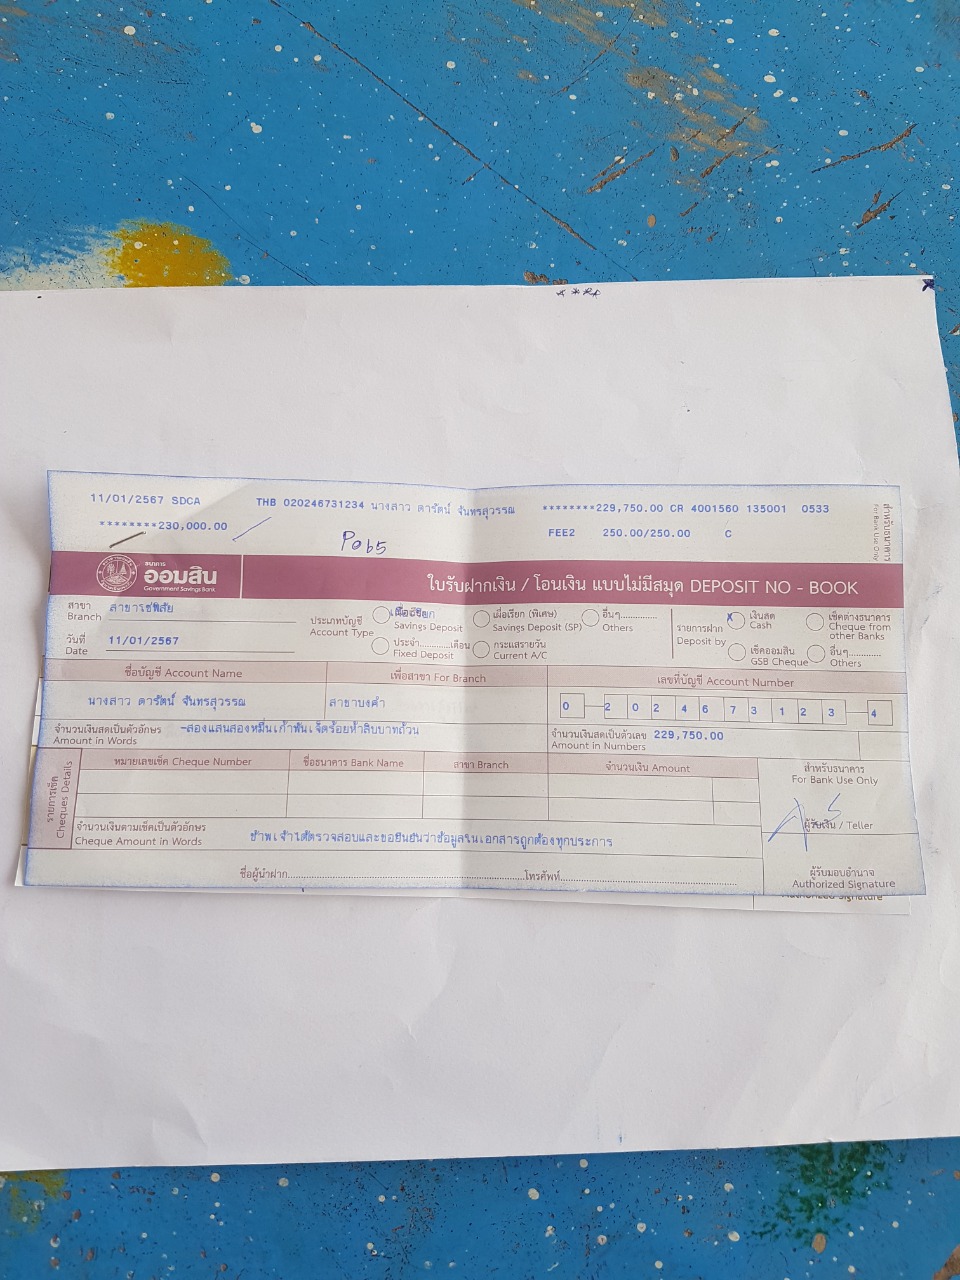 11/01/2567 SDCA THB 020246731234 นางสาว ดารัตน์ จันทรสุวรรณ ********229,750.00 CR 4001560 135001 0533
********230,000.00 FEE2 250.00/250.00 C
สำหรับธนาคาร
For Bank Use Only
ธนาคาร
ออมสิน
Government Savings Bank
ใบรับฝากเงิน / โอนเงิน แบบไม่มีสมุด DEPOSIT NO - BOOK
สาขา
Branch
สาขาโซ่พิสัย
วันที่
Date
11/01/2567
ประเภทบัญชี
Account Type
เผื่อเรียก
Savings Deposit
เผื่อเรียก (พิเศษ)
Savings Deposit (SP)
อื่นๆ..............
Others
ประจำ............เดือน
Fixed Deposit
กระแสรายวัน
Current A/C
รายการฝาก
Deposit by
X
เงินสด
Cash
เช็คต่างธนาคาร
Cheque from
other Banks
เช็คออมสิน
GSB Cheque
อื่นๆ............
Others
ชื่อบัญชี Account Name
เพื่อสาขา For Branch
เลขที่บัญชี Account Number
นางสาว ดารัตน์ จันทรสุวรรณ
0 2 0 2 4 6 7 3 1 2 3 4
จำนวนเงินสดเป็นตัวอักษร
Amount in Words
-สองแสนสองหมื่นเก้าพันเจ็ดร้อยห้าสิบบาทถ้วน
จำนวนเงินสดเป็นตัวเลข
Amount in Numbers
229,750.00
รายการเช็ค
Cheques Details
หมายเลขเช็ค Cheque Number
ชื่อธนาคาร Bank Name
สาขา Branch
จำนวนเงิน Amount
สำหรับธนาคาร
For Bank Use Only
ผู้รับเงิน / Teller
จำนวนเงินตามเช็คเป็นตัวอักษร
Cheque Amount in Words
ข้าพเจ้าได้ตรวจสอบและขอยืนยันว่าข้อมูลในเอกสารถูกต้องทุกประการ
ชื่อผู้นำฝาก..........................โทรศัพท์..........................
ผู้รับมอบอำนาจ
Authorized Signature
Authorized Signature